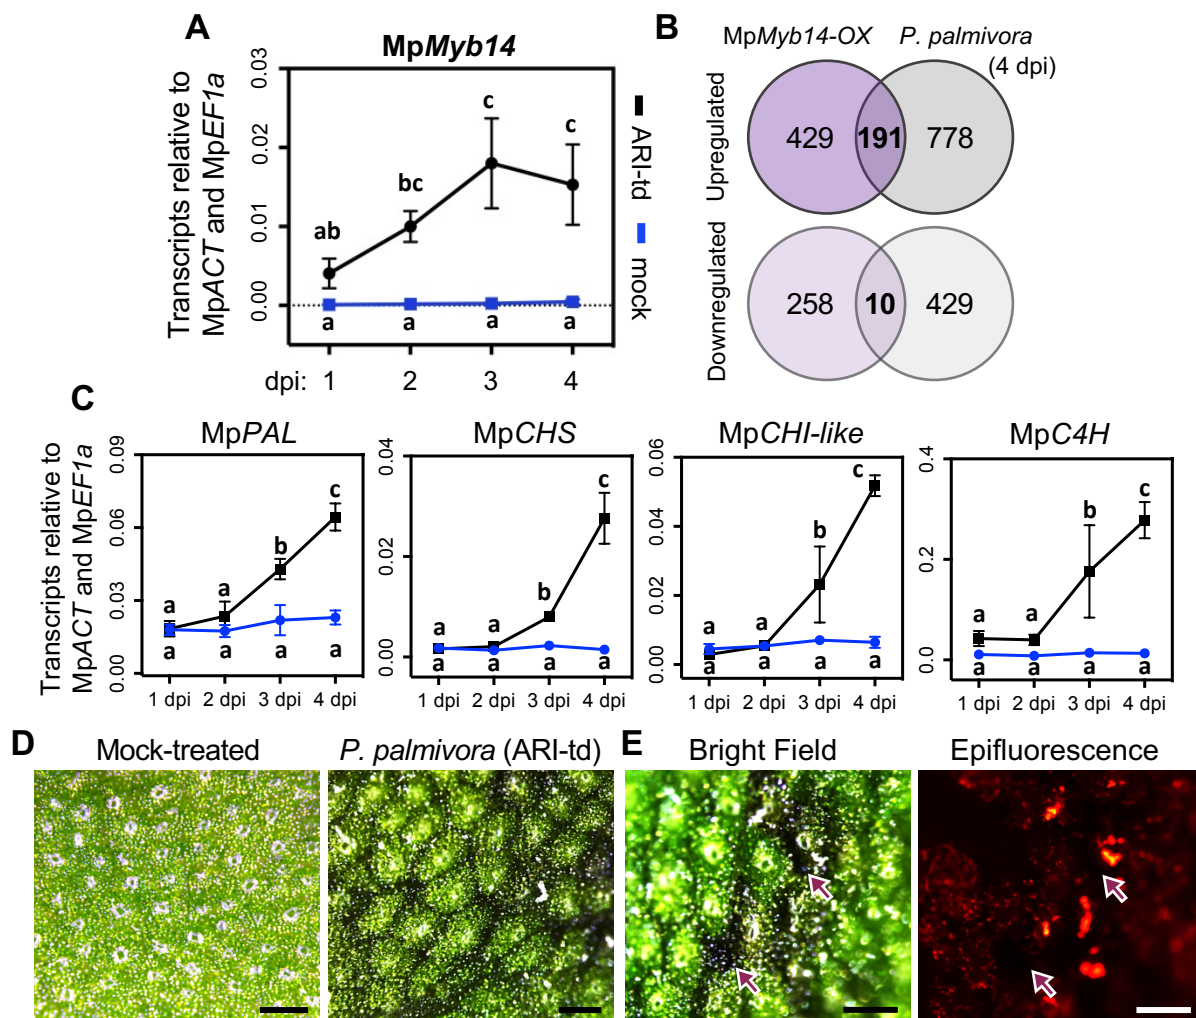 A
MpMyb14
Transcripts relative to
MpACT and MpEF1a
0.03
0.02
0.01
0.00
ab
bc
c
c
a
a
a
a
dpi: 1 2 3 4
ARI-td
mock
B
MpMyb14-OX
P. palmivora
(4 dpi)
Upregulated
429 191 778
Downregulated
258 10 429
C
Transcripts relative to
MpACT and MpEF1a
MpPAL
0.09
0.06
0.03
0.00
a a b c
a a a a
1 dpi 2 dpi 3 dpi 4 dpi
MpCHS
0.04
0.02
0.00
a a b c
a a a a
1 dpi 2 dpi 3 dpi 4 dpi
MpCHI-like
0.06
0.04
0.02
0.00
a a b c
a a a a
1 dpi 2 dpi 3 dpi 4 dpi
MpC4H
0.4
0.2
0.0
a a b c
a a a a
1 dpi 2 dpi 3 dpi 4 dpi
D
Mock-treated
P. palmivora (ARI-td)
E
Bright Field
Epifluorescence